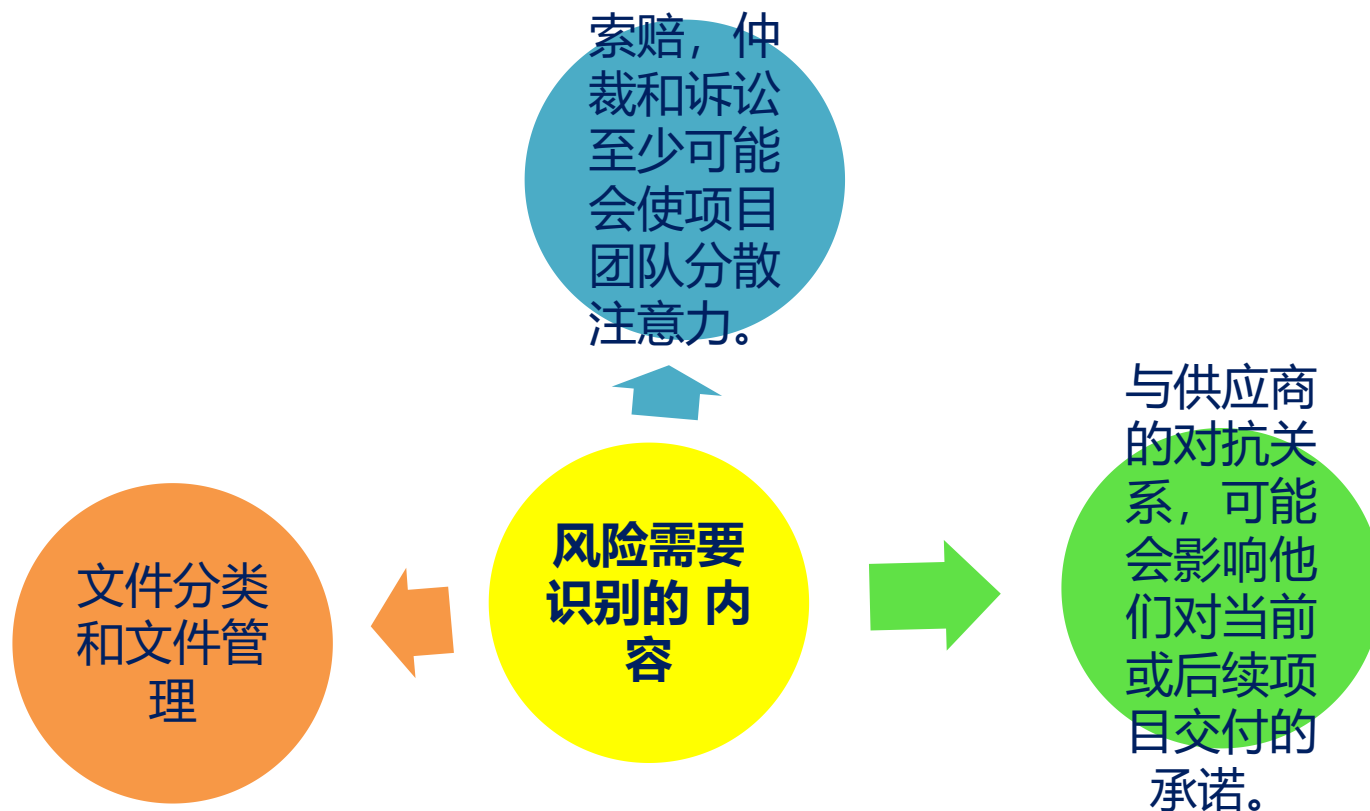 索赔，仲
裁和诉讼
至少可能
会使项目
团队分散
注意力。
与供应商
的对抗关
系，可能
会影响他
们对当前
或后续项
目交付的
承诺。
风险需要
识别的 内
容
文件分类
和文件管
理